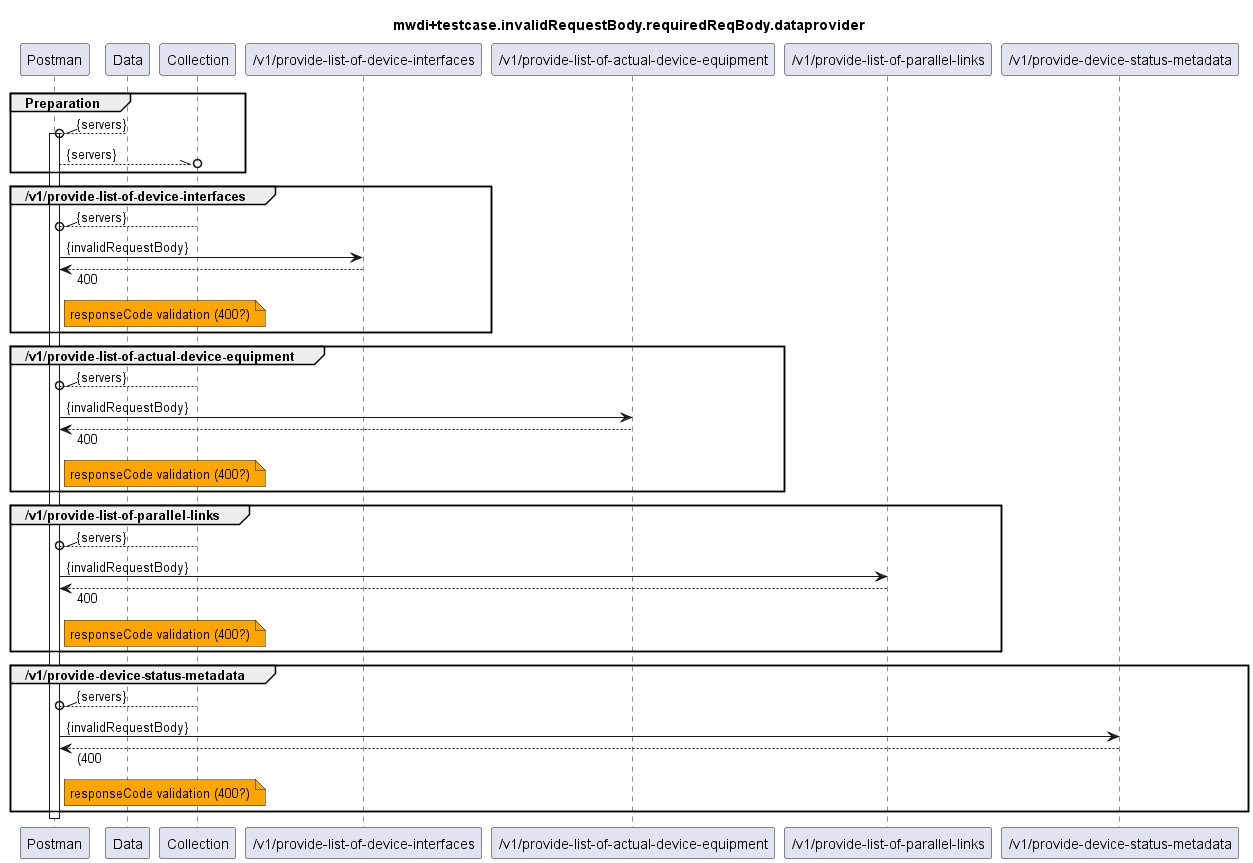 mwdi+testcase.invalidRequestBody.requiredReqBody.dataprovider
Postman Data Collection /v1/provide-list-of-device-interfaces /v1/provide-list-of-actual-device-equipment /v1/provide-list-of-parallel-links /v1/provide-device-status-metadata
Preparation
{servers}
{servers}
/v1/provide-list-of-device-interfaces
{servers}
{invalidRequestBody}
400
responseCode validation (400?)
/v1/provide-list-of-actual-device-equipment
{servers}
{invalidRequestBody}
400
responseCode validation (400?)
/v1/provide-list-of-parallel-links
{servers}
{invalidRequestBody}
400
responseCode validation (400?)
/v1/provide-device-status-metadata
{servers}
{invalidRequestBody}
(400
responseCode validation (400?)
Postman Data Collection /v1/provide-list-of-device-interfaces /v1/provide-list-of-actual-device-equipment /v1/provide-list-of-parallel-links /v1/provide-device-status-metadata